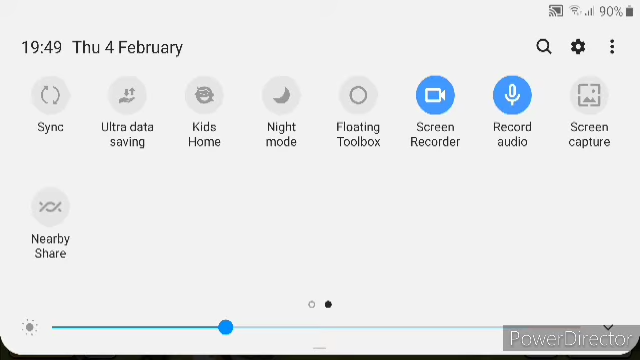 90%
19:49 Thu 4 February
Sync
Ultra data
saving
Kids
Home
Night
mode
Floating
Toolbox
Screen
Recorder
Record
audio
Screen
capture
Nearby
Share
PowerDirector